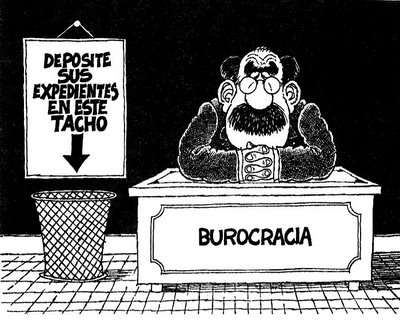 DEPOSITE
SUS
EXPEDIENTES
EN ESTE
TACHO
BUROCRACIA